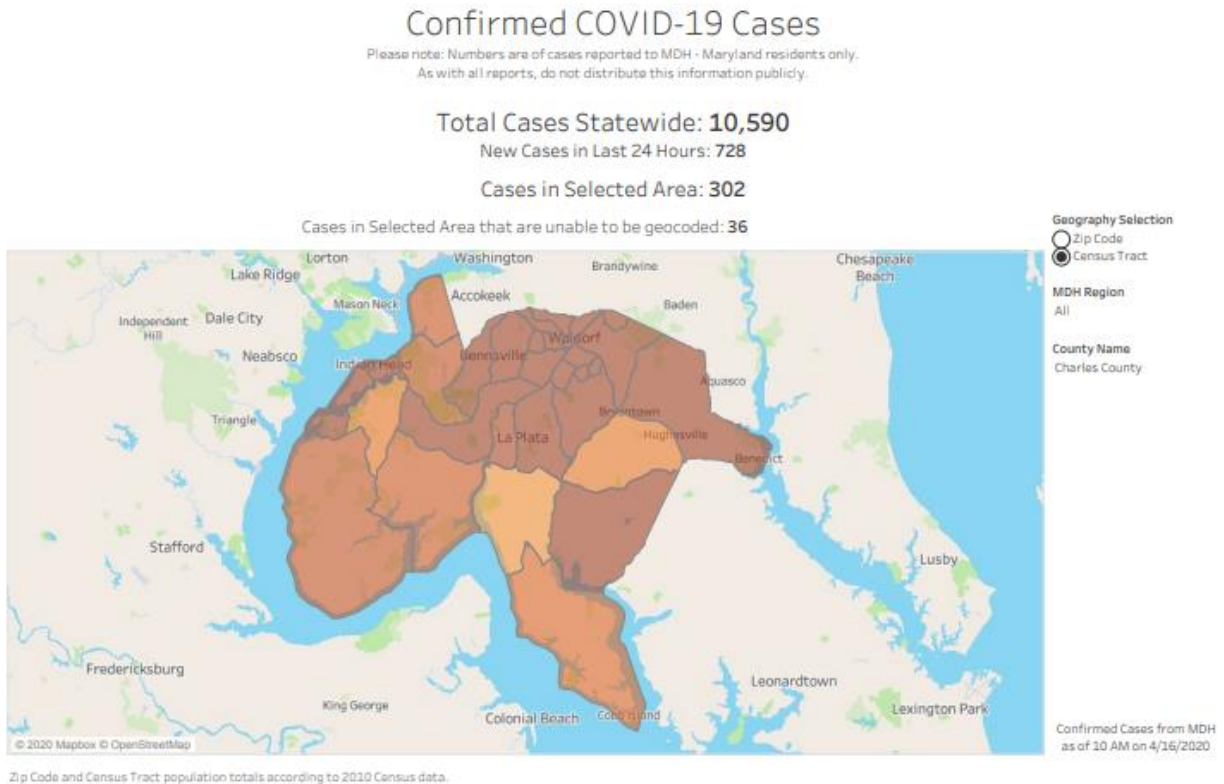 Confirmed COVID-19 Cases
Please note: Numbers are of cases reported to MDH - Maryland residents only.
As with all reports, do not distribute this information publicly.
Total Cases Statewide: 10,590
New Cases in Last 24 Hours: 728
Cases in Selected Area: 302
Cases in Selected Area that are unable to be geocoded: 36
Geography Selection
Zip Code
Census Tract
MDH Region
All
County Name
Charles County
Lorton
Washington
Chesapeake
Beach
Lake Ridge
Brandywine
Mason Neck
Accokeek
Baden
Independent
Hill
Dale City
Waldorf
Neabsco
Indian Head
Bennsville
Aquasco
Triangle
Bryantown
La Plata
Hughesville
Benedict
Stafford
Lusby
Fredericksburg
Leonardtown
King George
Colonial Beach
Cobb Island
Lexington Park
© 2020 Mapbox © OpenStreetMap
Confirmed Cases from MDH
as of 10 AM on 4/16/2020
Zip Code and Census Tract population totals according to 2010 Census data.